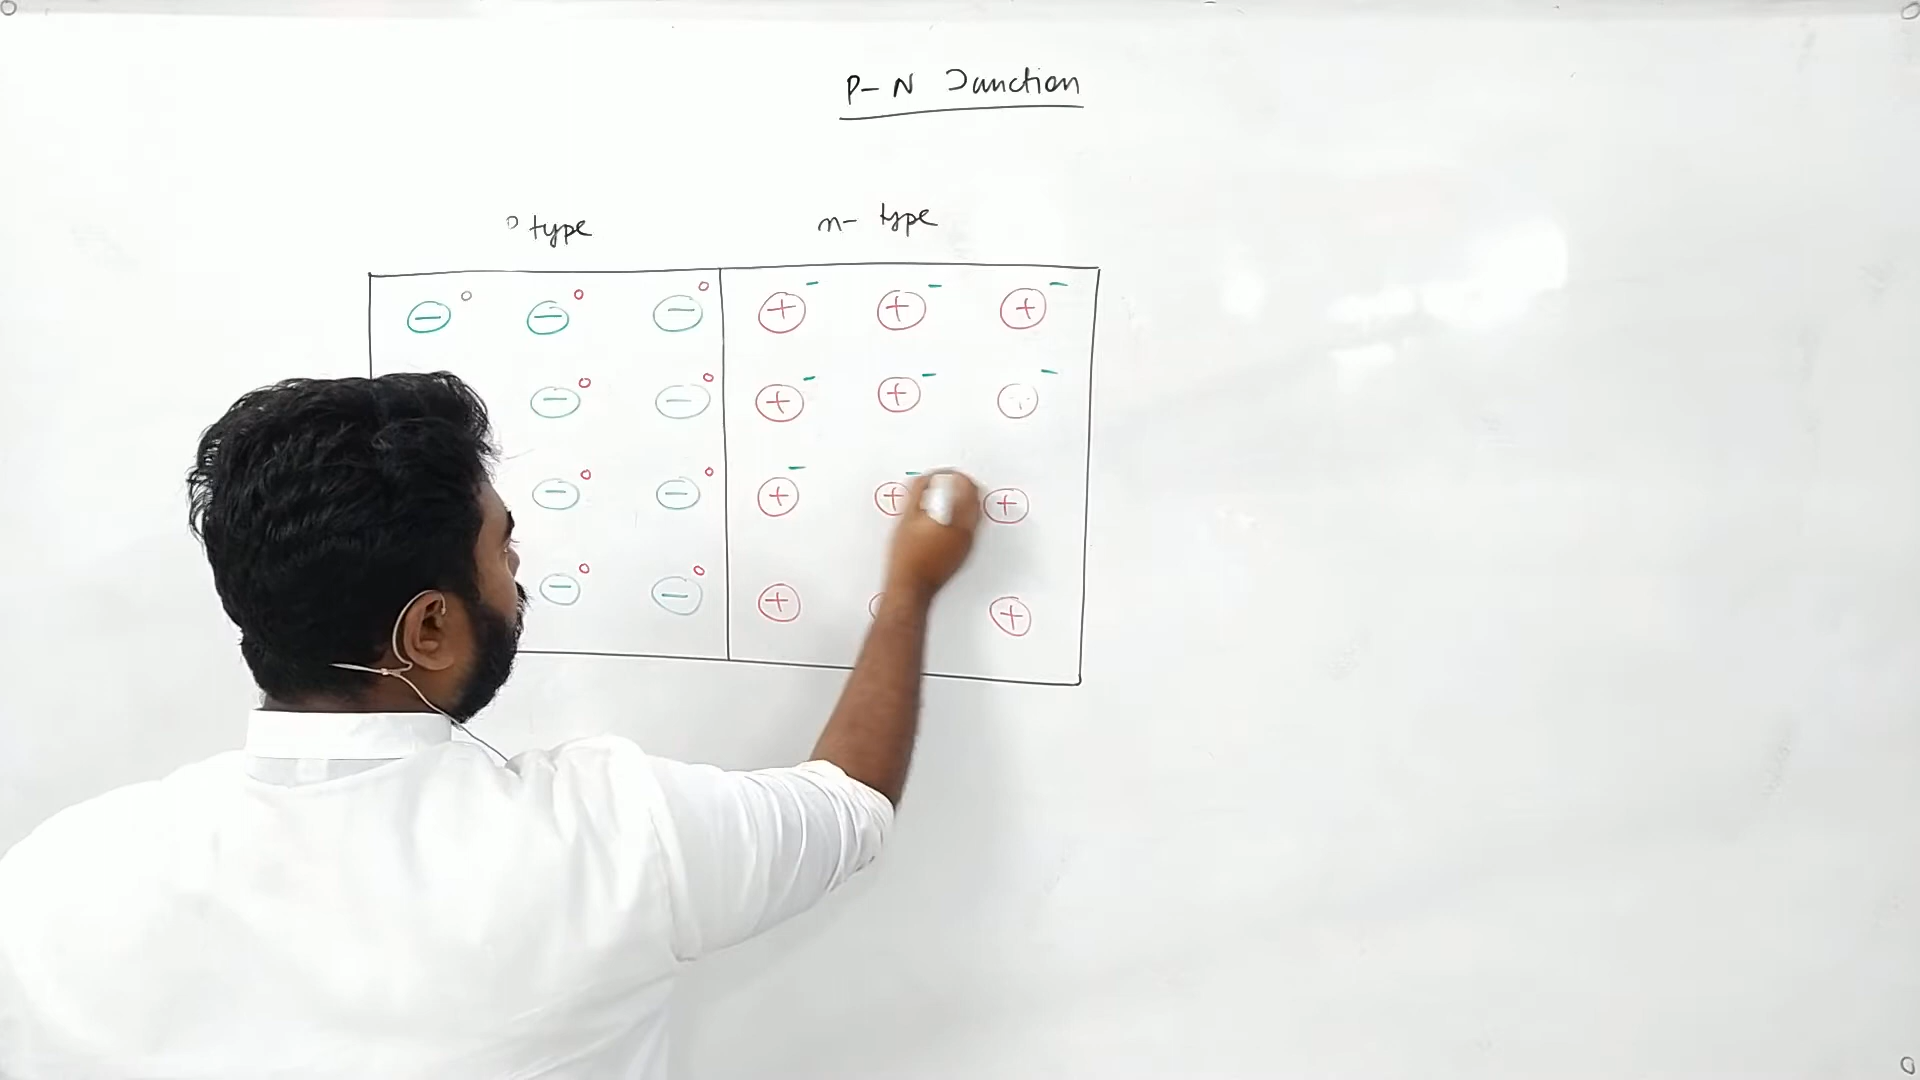 P-N Junction
P type
n- type
− o − o − o + − + − + −
− o − o + − + − + −
− o − o + − + − +
− o − o + +